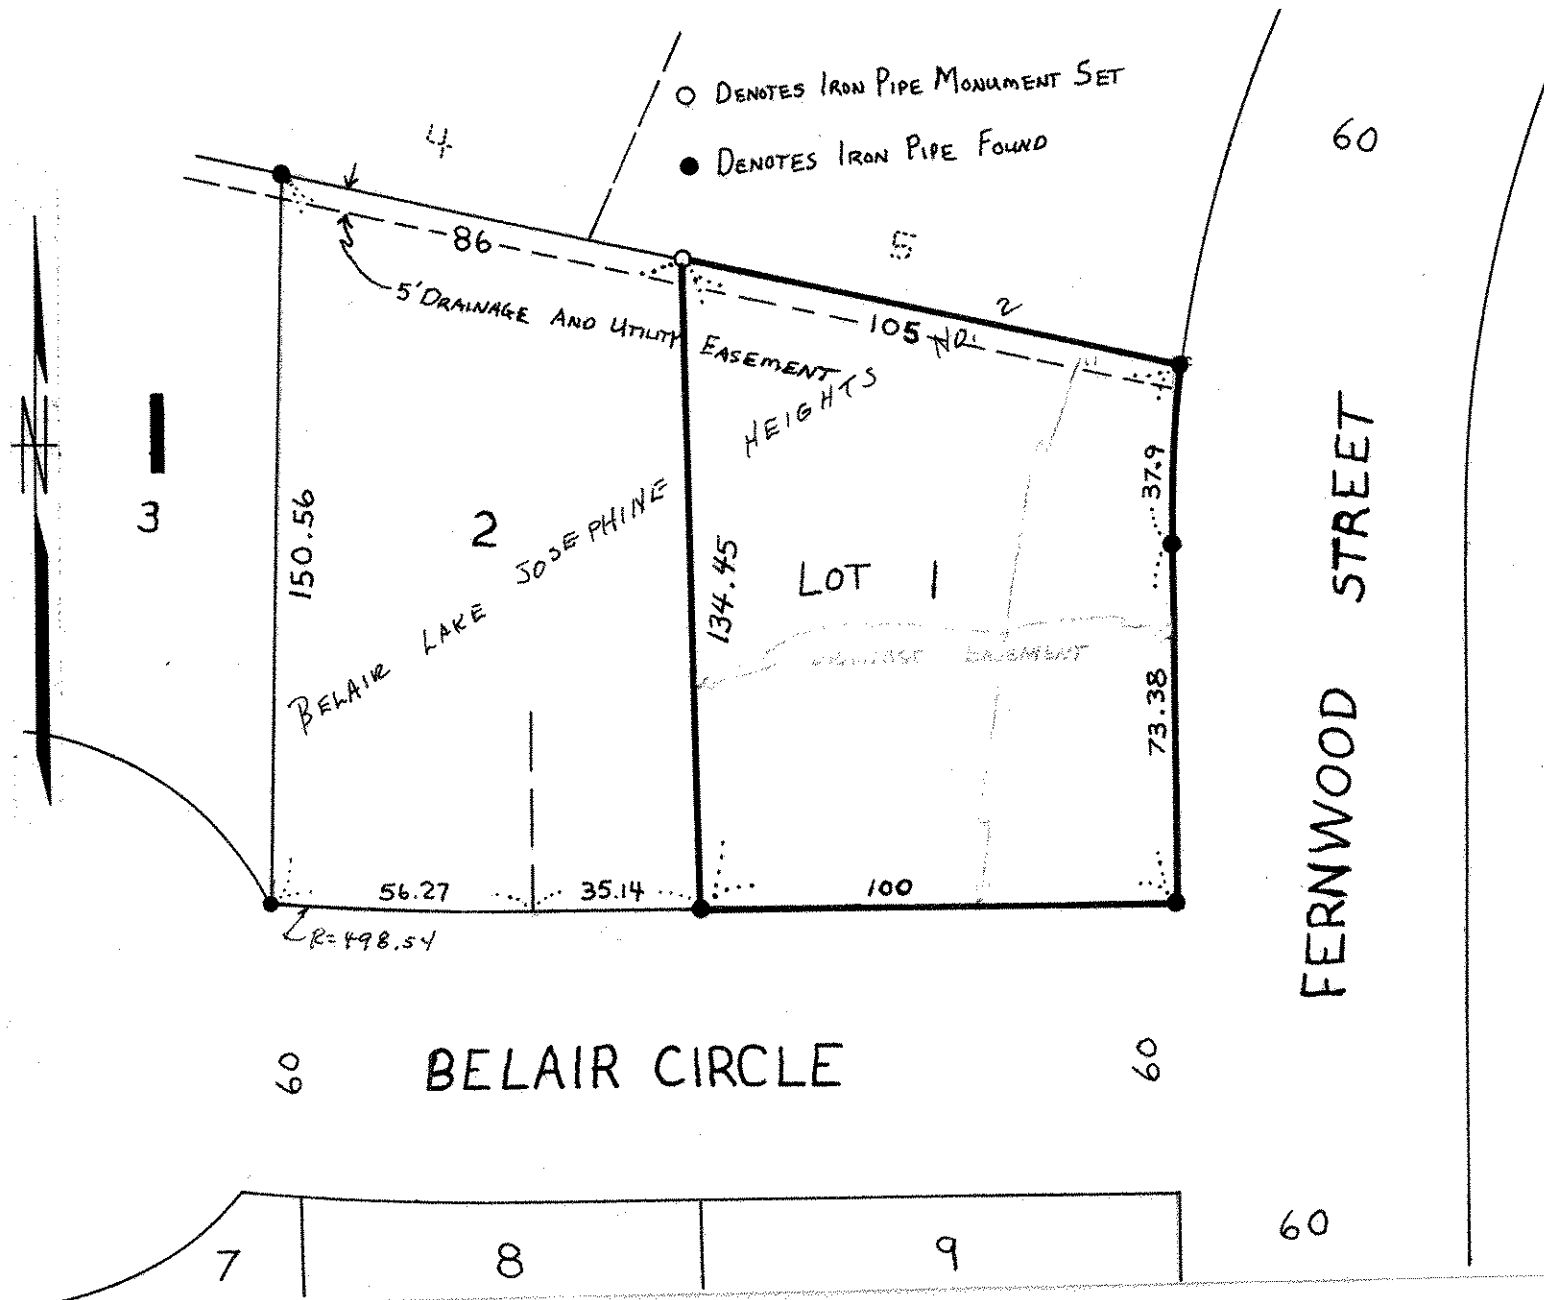 ○ DENOTES IRON PIPE MONUMENT SET
● DENOTES IRON PIPE FOUND
4
60
5
86
2
105
5' DRAINAGE AND UTILITY EASEMENT
N
3
150.56
2
BELAIR LAKE JOSEPHINE HEIGHTS
134.45
LOT 1
37.9
EASEMENT
73.38
FERNWOOD STREET
56.27
35.14
100
R=498.54
60
BELAIR CIRCLE
60
7
8
9
60